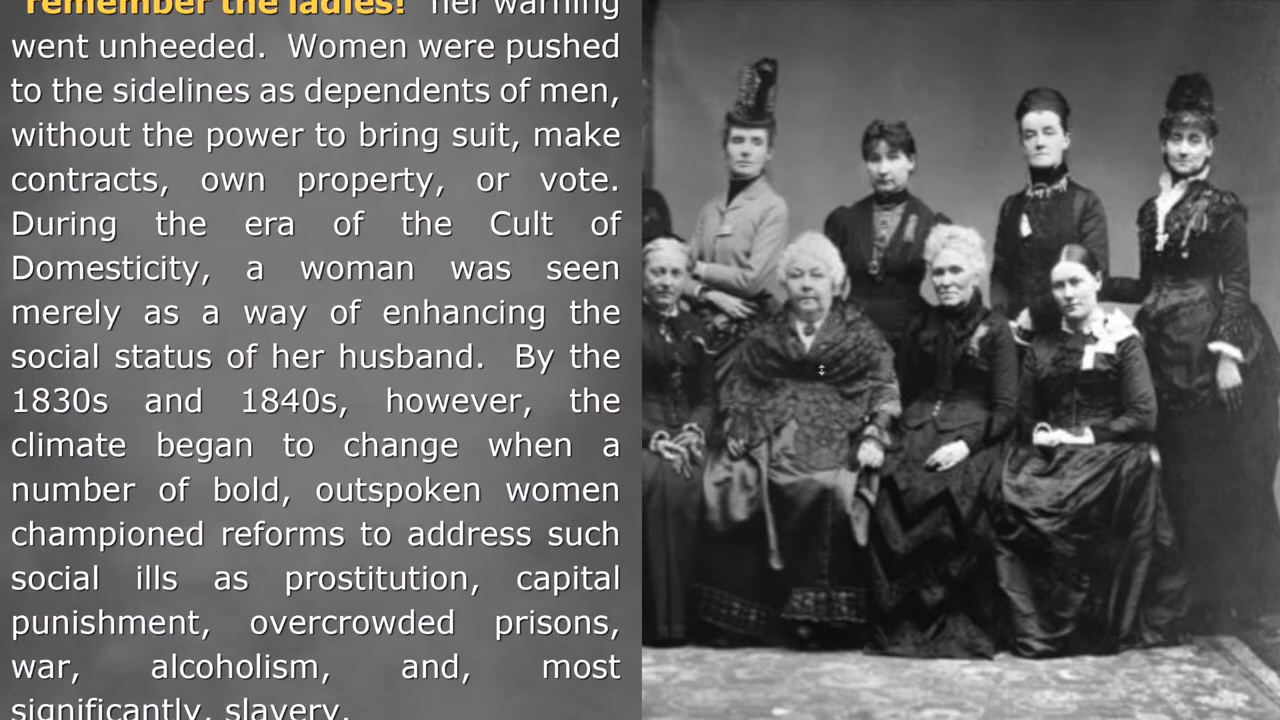 remember the ladies!" her warning
went unheeded. Women were pushed
to the sidelines as dependents of men,
without the power to bring suit, make
contracts, own property, or vote.
During the era of the Cult of
Domesticity, a woman was seen
merely as a way of enhancing the
social status of her husband. By the
1830s and 1840s, however, the
climate began to change when a
number of bold, outspoken women
championed reforms to address such
social ills as prostitution, capital
punishment, overcrowded prisons,
war, alcoholism, and, most
significantly, slavery.